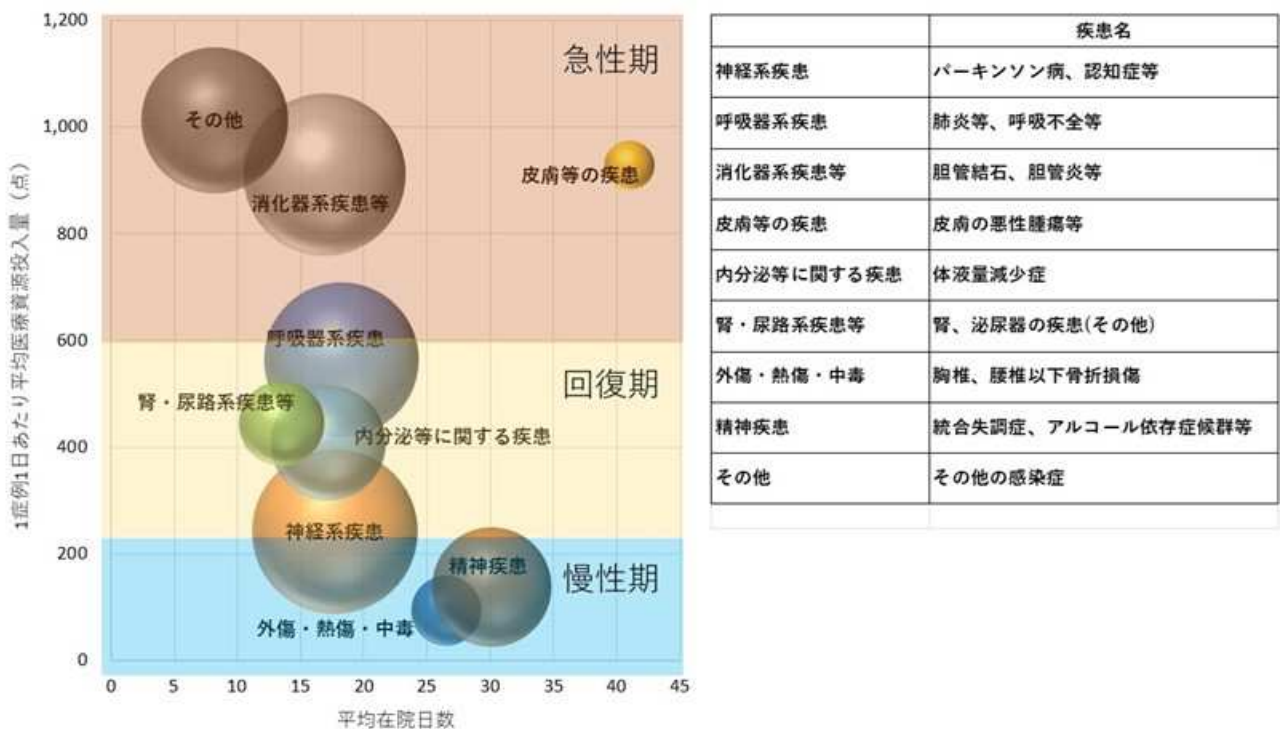 1,200
1,000
800
600
400
200
0
1症例1日あたり平均医療資源投入量（点）
急性期
その他
消化器系疾患等
皮膚等の疾患
呼吸器系疾患
回復期
腎・尿路系疾患等
内分泌等に関する疾患
神経系疾患
精神疾患
慢性期
外傷・熱傷・中毒
0 5 10 15 20 25 30 35 40 45
平均在院日数
疾患名
神経系疾患 パーキンソン病、認知症等
呼吸器系疾患 肺炎等、呼吸不全等
消化器系疾患等 胆管結石、胆管炎等
皮膚等の疾患 皮膚の悪性腫瘍等
内分泌等に関する疾患 体液量減少症
腎・尿路系疾患等 腎、泌尿器の疾患(その他)
外傷・熱傷・中毒 胸椎、腰椎以下骨折損傷
精神疾患 統合失調症、アルコール依存症候群等
その他 その他の感染症